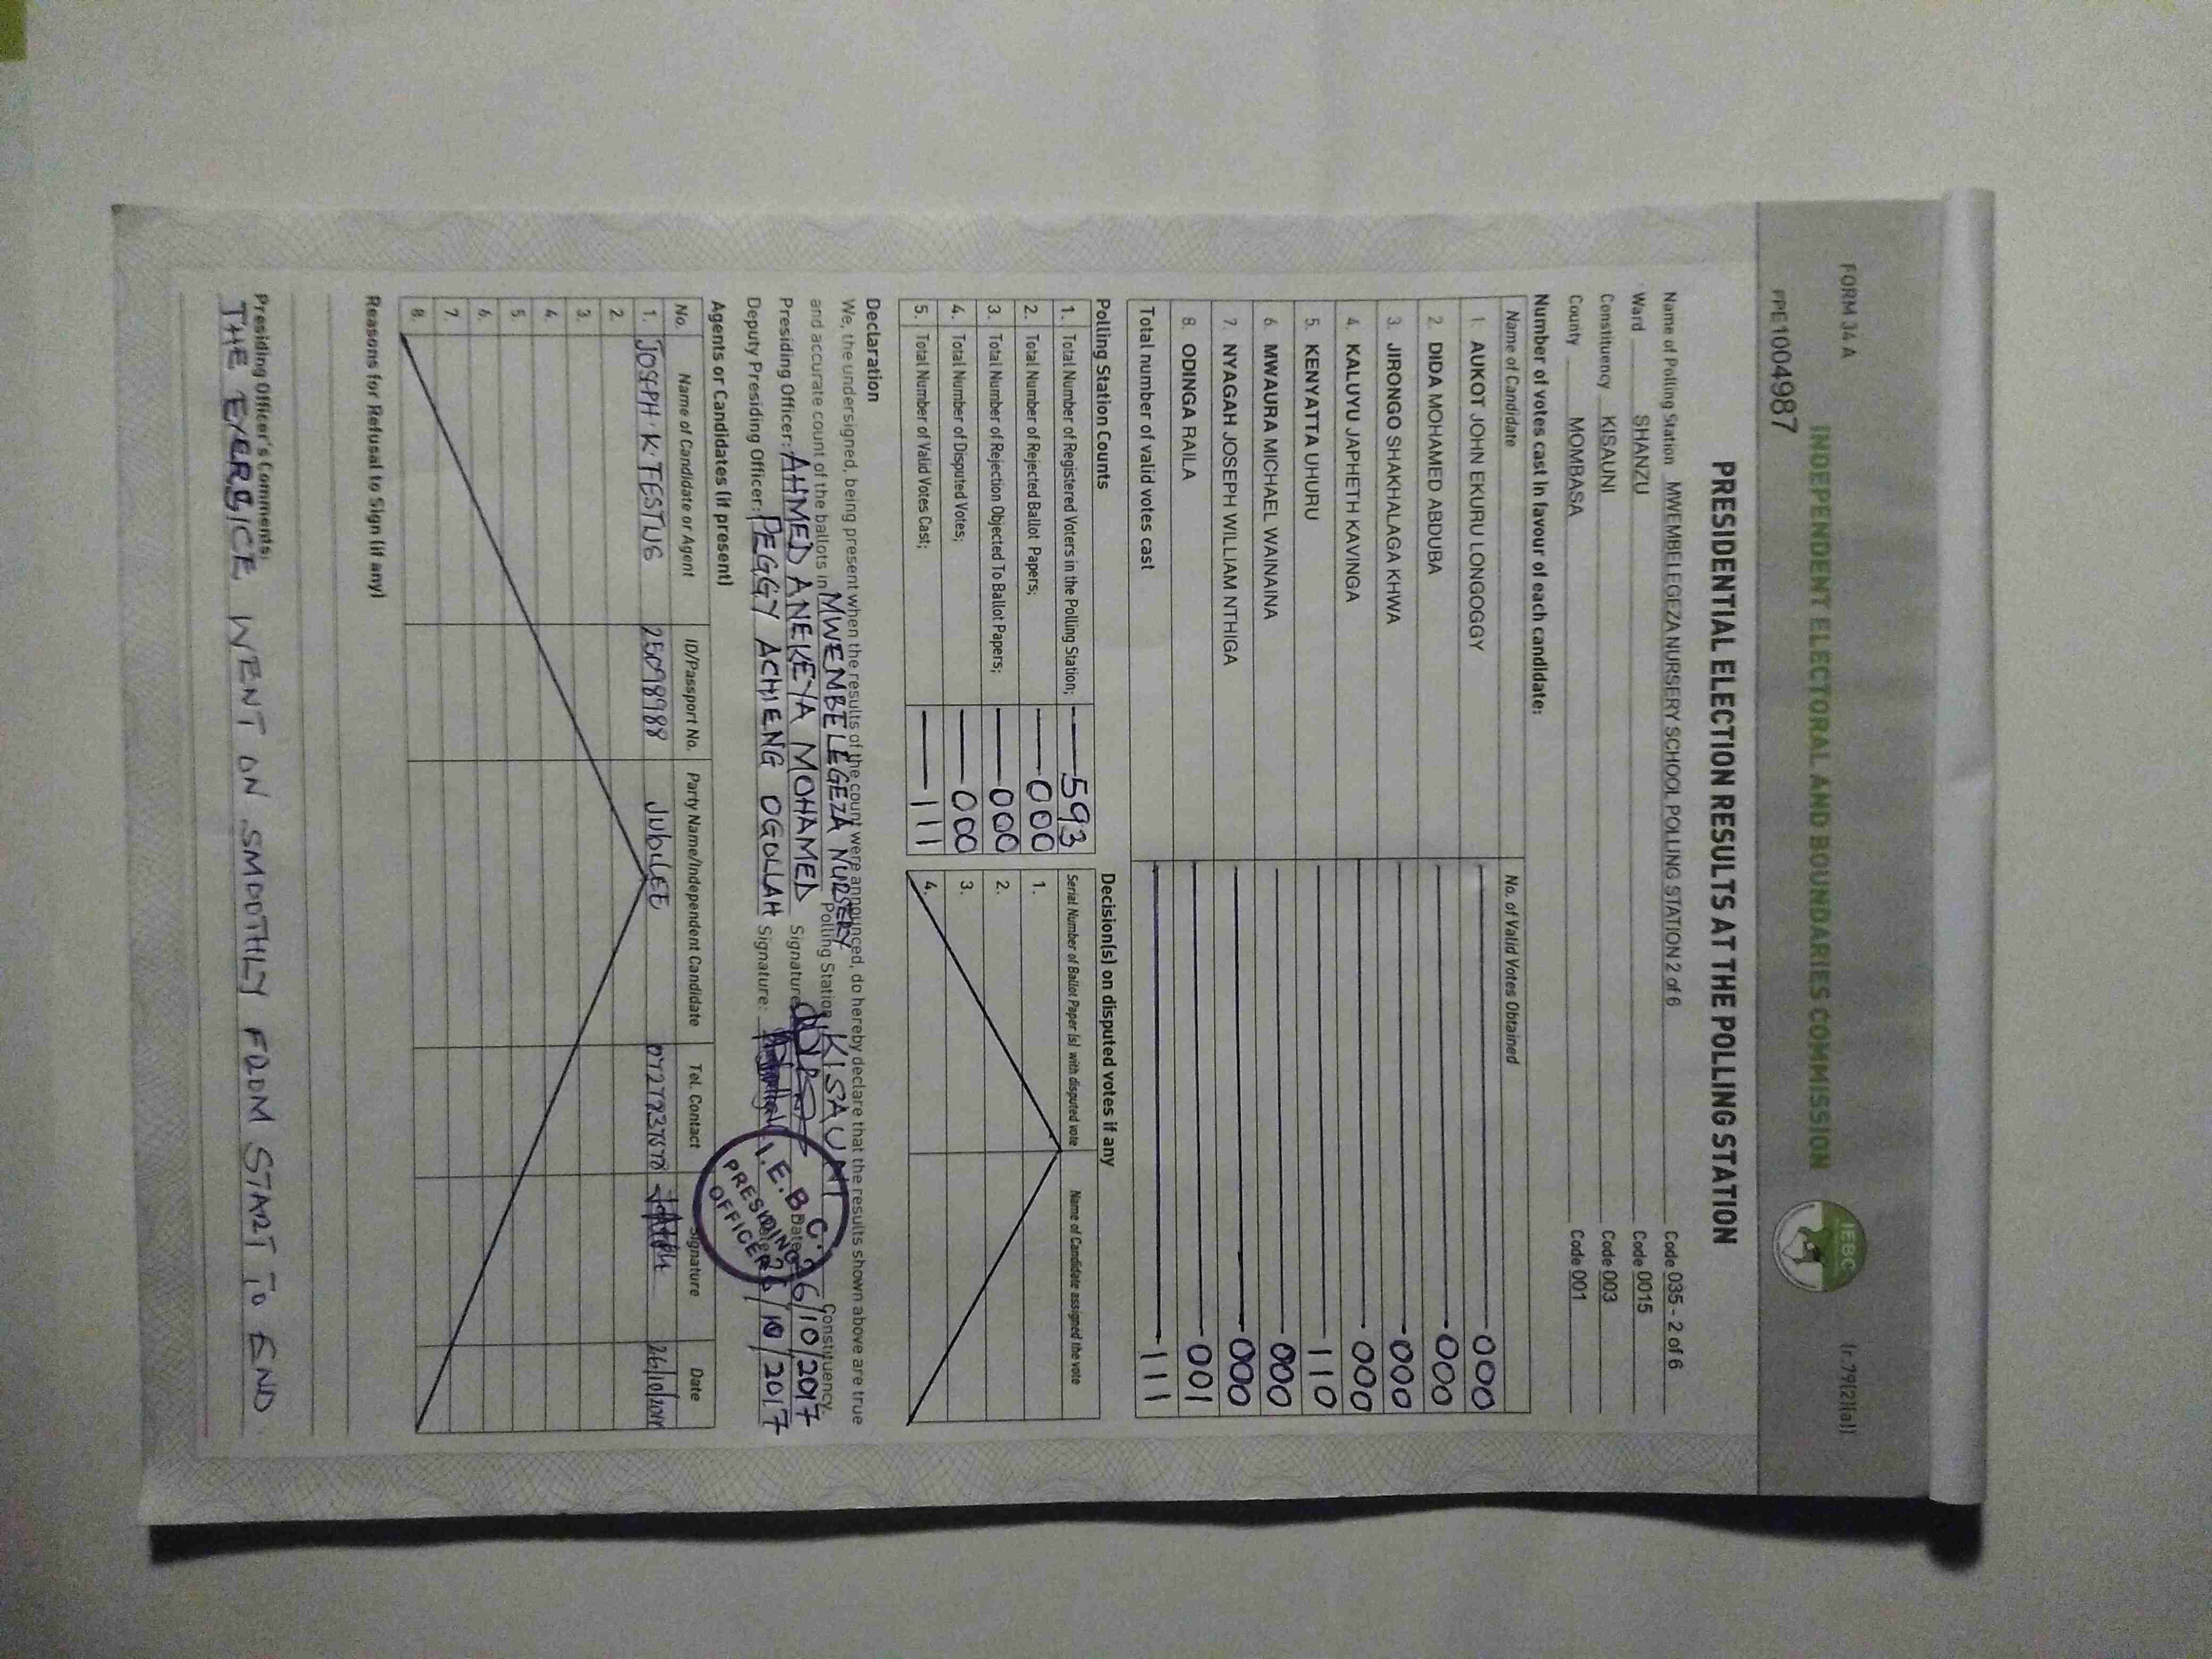 FORM 34 A
(r.79(2)(a))
INDEPENDENT ELECTORAL AND BOUNDARIES COMMISSION
IEBC
PPE1004987
PRESIDENTIAL ELECTION RESULTS AT THE POLLING STATION
Name of Polling Station MWEMBELEGEZA NURSERY SCHOOL POLLING STATION 2 of 6 Code 035 - 2 of 6
Ward SHANZU Code 0015
Constituency KISAUNI Code 003
County MOMBASA Code 001
Number of votes cast in favour of each candidate:
Name of Candidate No. of Valid Votes Obtained
1. AUKOT JOHN EKURU LONGOGGY 000
2. DIDA MOHAMED ABDUBA 000
3. JIRONGO SHAKHALAGA KHWA 000
4. KALUYU JAPHETH KAVINGA 000
5. KENYATTA UHURU 110
6. MWAURA MICHAEL WAINAINA 000
7. NYAGAH JOSEPH WILLIAM NTHIGA 000
8. ODINGA RAILA 001
Total number of valid votes cast 111
Polling Station Counts
1. Total Number of Registered Voters in the Polling Station; 593
2. Total Number of Rejected Ballot Papers; 000
3. Total Number of Rejection Objected To Ballot Papers; 000
4. Total Number of Disputed Votes; 000
5. Total Number of Valid Votes Cast; 111
Decision(s) on disputed votes if any
Serial Number of Ballot Paper (s) with disputed vote Name of Candidate assigned the vote
1.
2.
3.
4.
Declaration
We, the undersigned, being present when the results of the count were announced, do hereby declare that the results shown above are true
and accurate count of the ballots in MWEMBELEGEZA NURSERY Polling Station KISAUNI Constituency.
Presiding Officer: AHMED ANEKEYA MOHAMED Signature: Date 26/10/2017
Deputy Presiding Officer: PEGGY ACHIENG OGOLLAH Signature: Date 26/10/2017
I.E.B.C.
PRESIDING
OFFICER
Agents or Candidates (if present)
No. Name of Candidate or Agent ID/Passport No. Party Name/Independent Candidate Tel. Contact Signature Date
1. JOSEPH K. FESTUS 25098988 JUBILEE 26/10/2017
2.
3.
4.
5.
6.
7.
8.
Reasons for Refusal to Sign (if any)
Presiding Officer's Comments:
THE EXERSICE WENT ON SMOOTHLY FROM START TO END